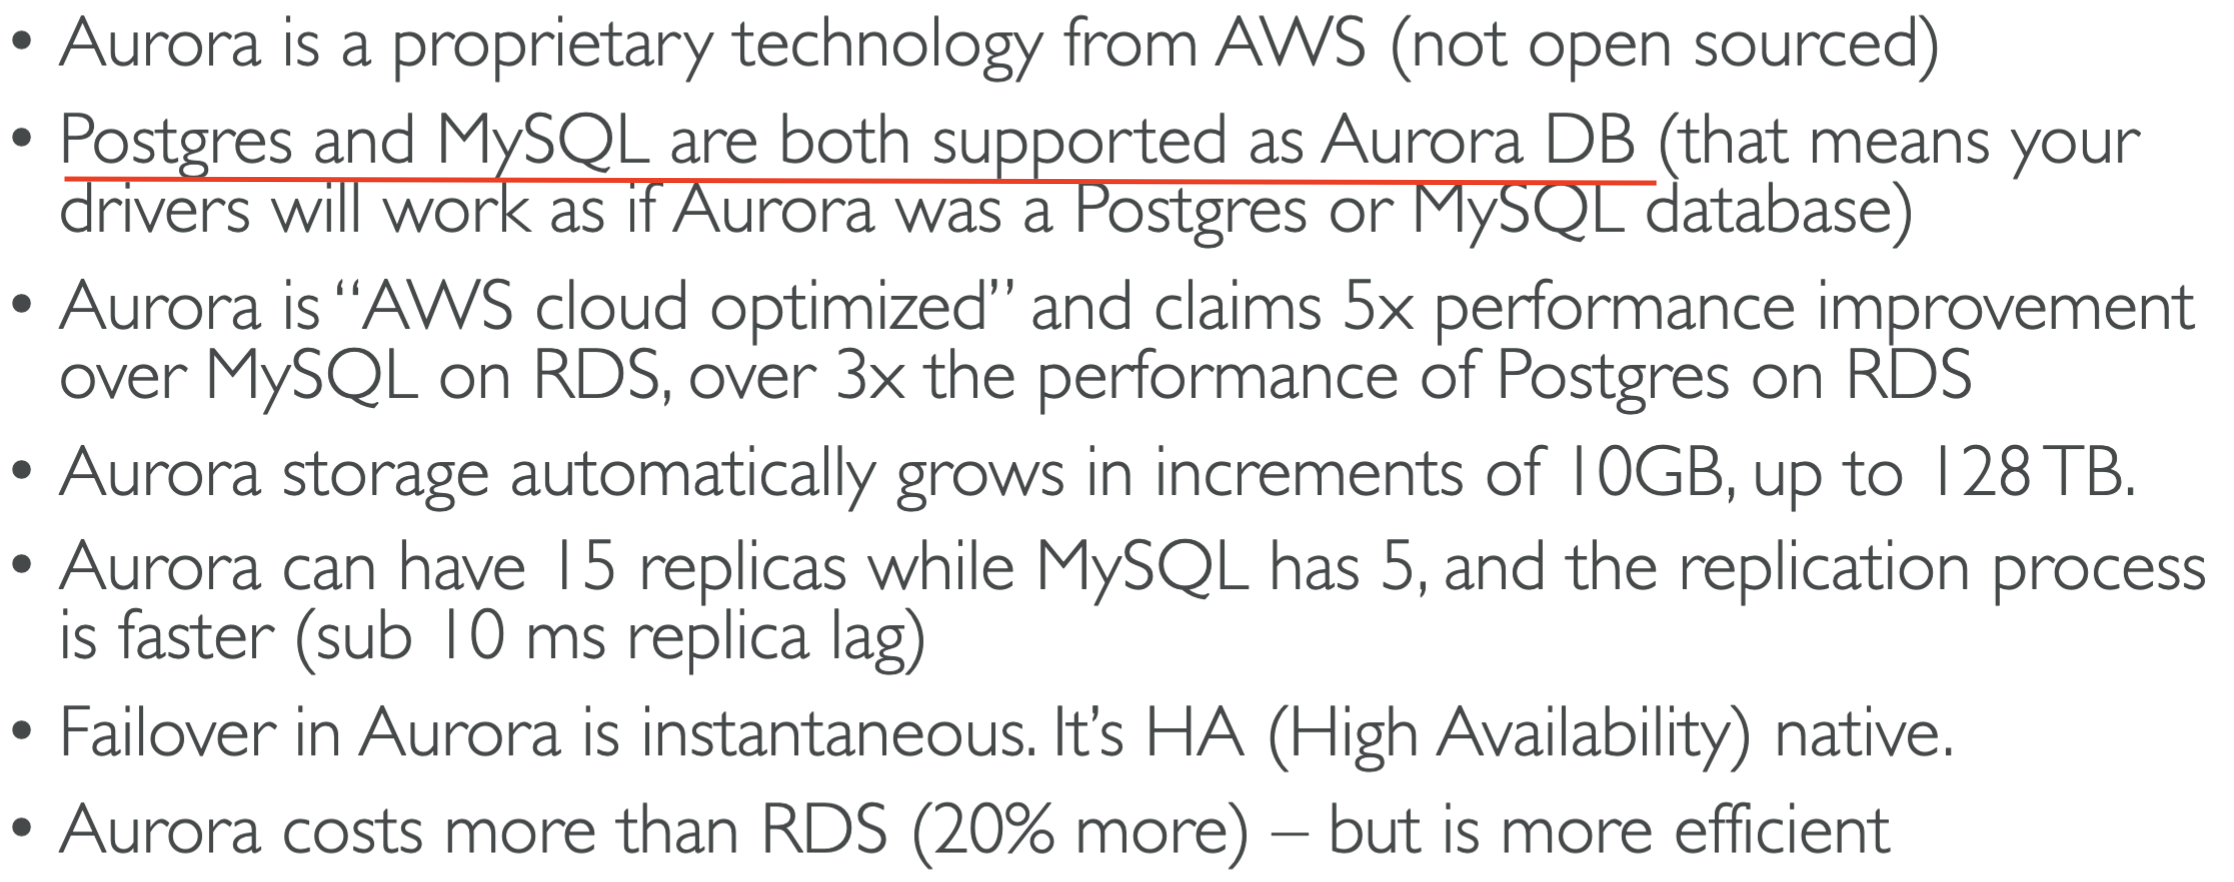 • Aurora is a proprietary technology from AWS (not open sourced)
• Postgres and MySQL are both supported as Aurora DB (that means your
drivers will work as if Aurora was a Postgres or MySQL database)
• Aurora is “AWS cloud optimized” and claims 5x performance improvement
over MySQL on RDS, over 3x the performance of Postgres on RDS
• Aurora storage automatically grows in increments of 10GB, up to 128 TB.
• Aurora can have 15 replicas while MySQL has 5, and the replication process
is faster (sub 10 ms replica lag)
• Failover in Aurora is instantaneous. It’s HA (High Availability) native.
• Aurora costs more than RDS (20% more) – but is more efficient